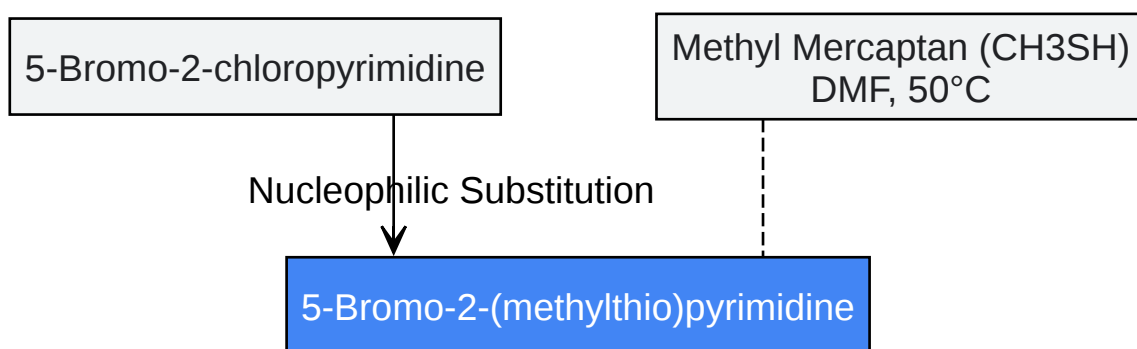 5-Bromo-2-chloropyrimidine
Methyl Mercaptan (CH3SH)
DMF, 50°C
Nucleophilic Substitution
5-Bromo-2-(methylthio)pyrimidine